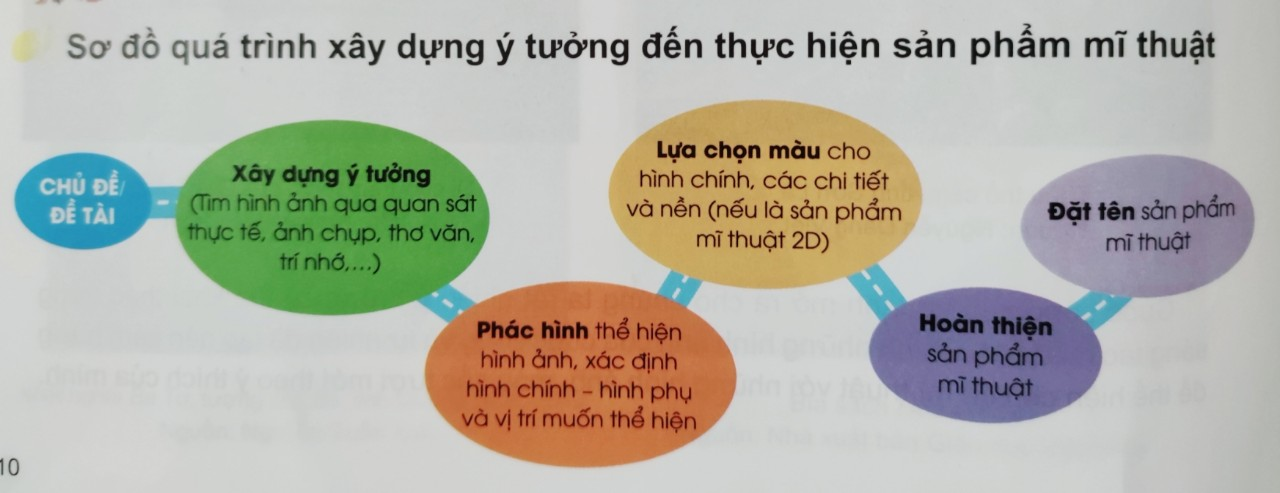 Sơ đồ quá trình xây dựng ý tưởng đến thực hiện sản phẩm mĩ thuật
CHỦ ĐỀ/
ĐỀ TÀI
Xây dựng ý tưởng
(Tìm hình ảnh qua quan sát
thực tế, ảnh chụp, thơ văn,
trí nhớ,...)
Phác hình thể hiện
hình ảnh, xác định
hình chính – hình phụ
và vị trí muốn thể hiện
Lựa chọn màu cho
hình chính, các chi tiết
và nền (nếu là sản phẩm
mĩ thuật 2D)
Hoàn thiện
sản phẩm
mĩ thuật
Đặt tên sản phẩm
mĩ thuật
10